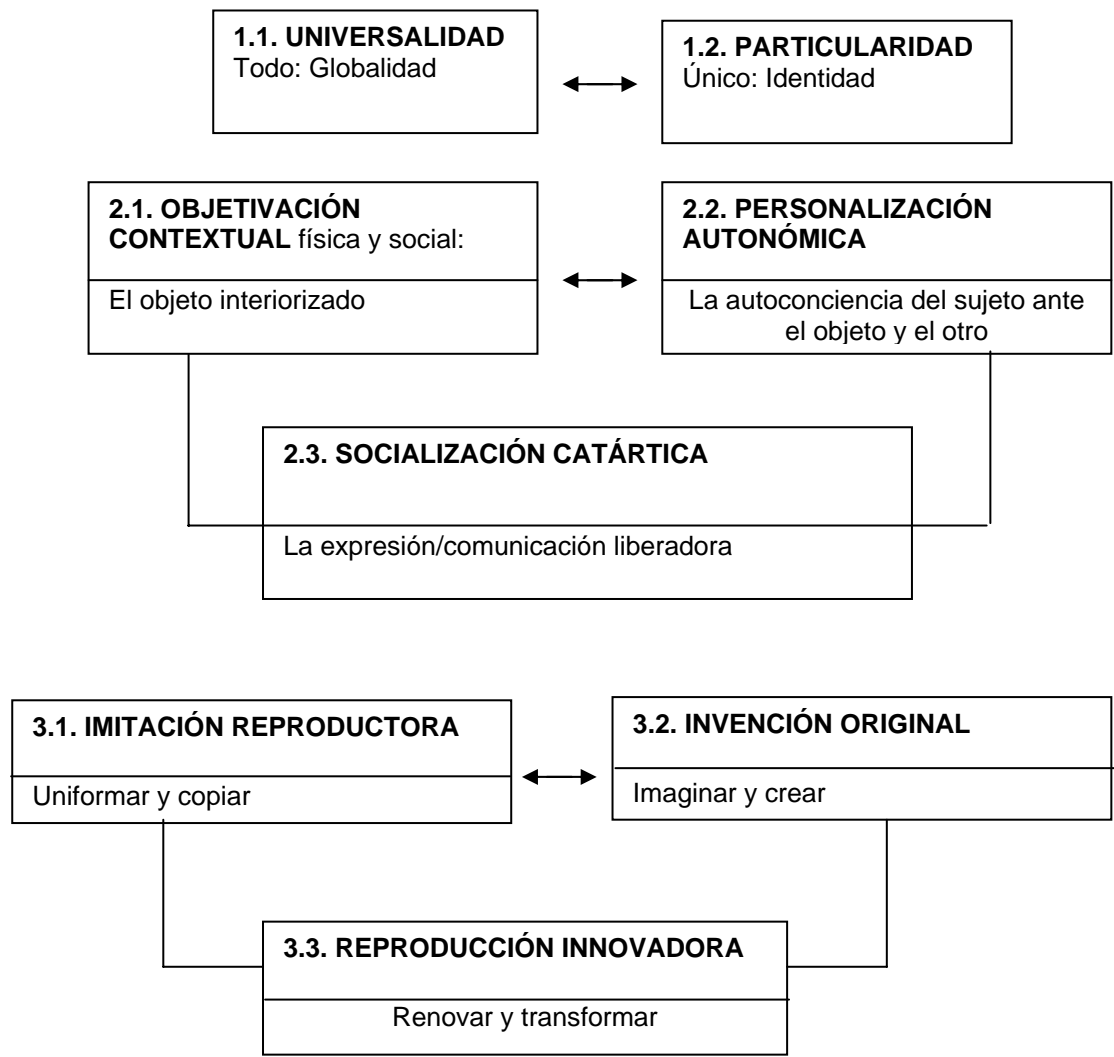 1.1. UNIVERSALIDAD
Todo: Globalidad
1.2. PARTICULARIDAD
Único: Identidad
2.1. OBJETIVACIÓN
CONTEXTUAL física y social:
El objeto interiorizado
2.2. PERSONALIZACIÓN
AUTONÓMICA
La autoconciencia del sujeto ante
el objeto y el otro
2.3. SOCIALIZACIÓN CATÁRTICA
La expresión/comunicación liberadora
3.1. IMITACIÓN REPRODUCTORA
Uniformar y copiar
3.2. INVENCIÓN ORIGINAL
Imaginar y crear
3.3. REPRODUCCIÓN INNOVADORA
Renovar y transformar